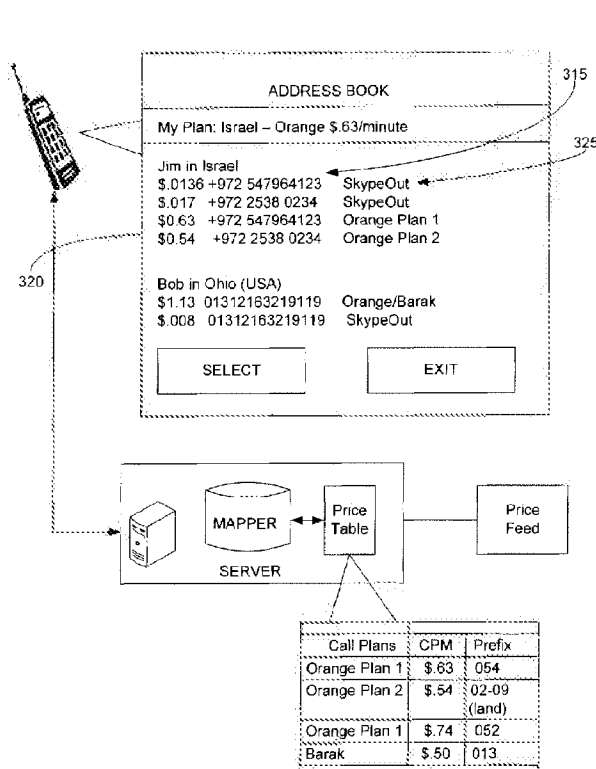 ADDRESS BOOK
315
My Plan: Israel – Orange $.63/minute
325
Jim in Israel
$.0136 +972 547964123 SkypeOut
$.017 +972 2538 0234 SkypeOut
$0.63 +972 547964123 Orange Plan 1
$0.54 +972 2538 0234 Orange Plan 2
320
Bob in Ohio (USA)
$1.13 01312163219119 Orange/Barak
$.008 01312163219119 SkypeOut
SELECT EXIT
MAPPER
Price
Table
Price
Feed
SERVER
Call Plans CPM Prefix
Orange Plan 1 $.63 054
Orange Plan 2 $.54 02-09
(land)
Orange Plan 1 $.74 052
Barak $.50 013